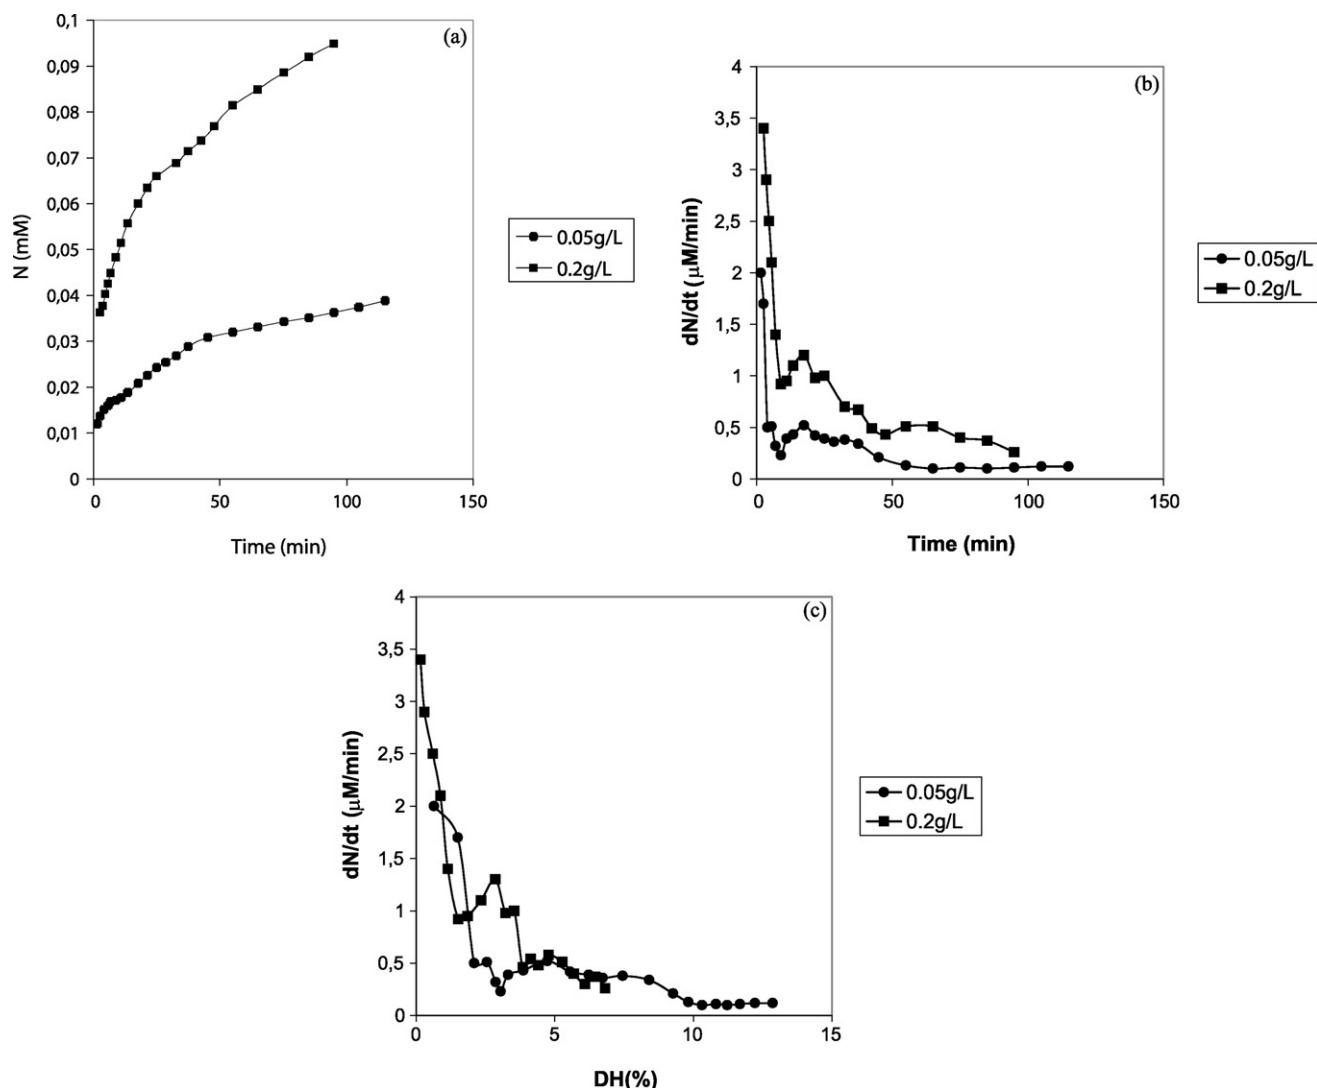 (a)
0,1
0,09
0,08
0,07
0,06
0,05
0,04
0,03
0,02
0,01
0
N (mM)
0 50 100 150
Time (min)
0.05g/L
0.2g/L
(b)
4
3,5
3
2,5
2
1,5
1
0,5
0
dN/dt (μM/min)
0 50 100 150
Time (min)
0.05g/L
0.2g/L
(c)
4
3,5
3
2,5
2
1,5
1
0,5
0
dN/dt (μM/min)
0 5 10 15
DH(%)
0.05g/L
0.2g/L